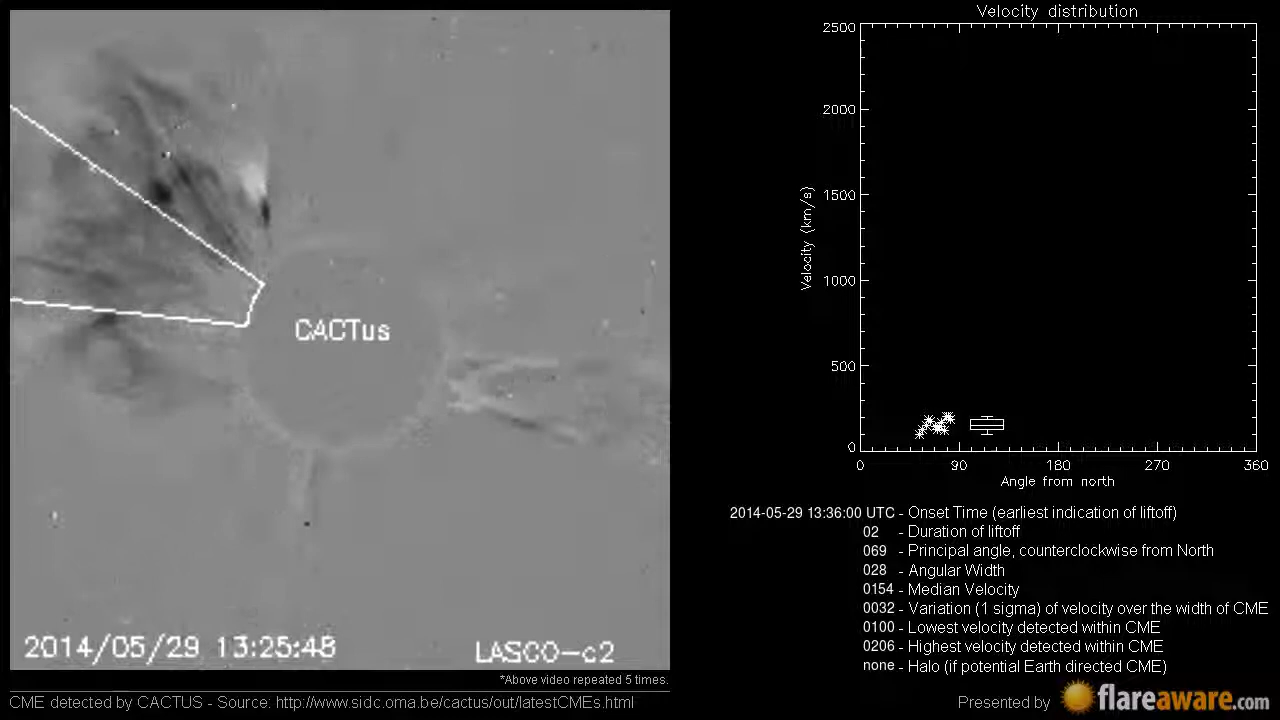 Velocity distribution
2500
2000
1500
1000
500
0
Velocity (km/s)
0 90 180 270 360
Angle from north
CACTus
2014/05/29 13:25:48
LASCO-c2
*Above video repeated 5 times.
2014-05-29 13:36:00 UTC - Onset Time (earliest indication of liftoff)
02 - Duration of liftoff
069 - Principal angle, counterclockwise from North
028 - Angular Width
0154 - Median Velocity
0032 - Variation (1 sigma) of velocity over the width of CME
0100 - Lowest velocity detected within CME
0206 - Highest velocity detected within CME
none - Halo (if potential Earth directed CME)
CME detected by CACTUS - Source: http://www.sidc.oma.be/cactus/out/latestCMEs.html
Presented by flareaware.com